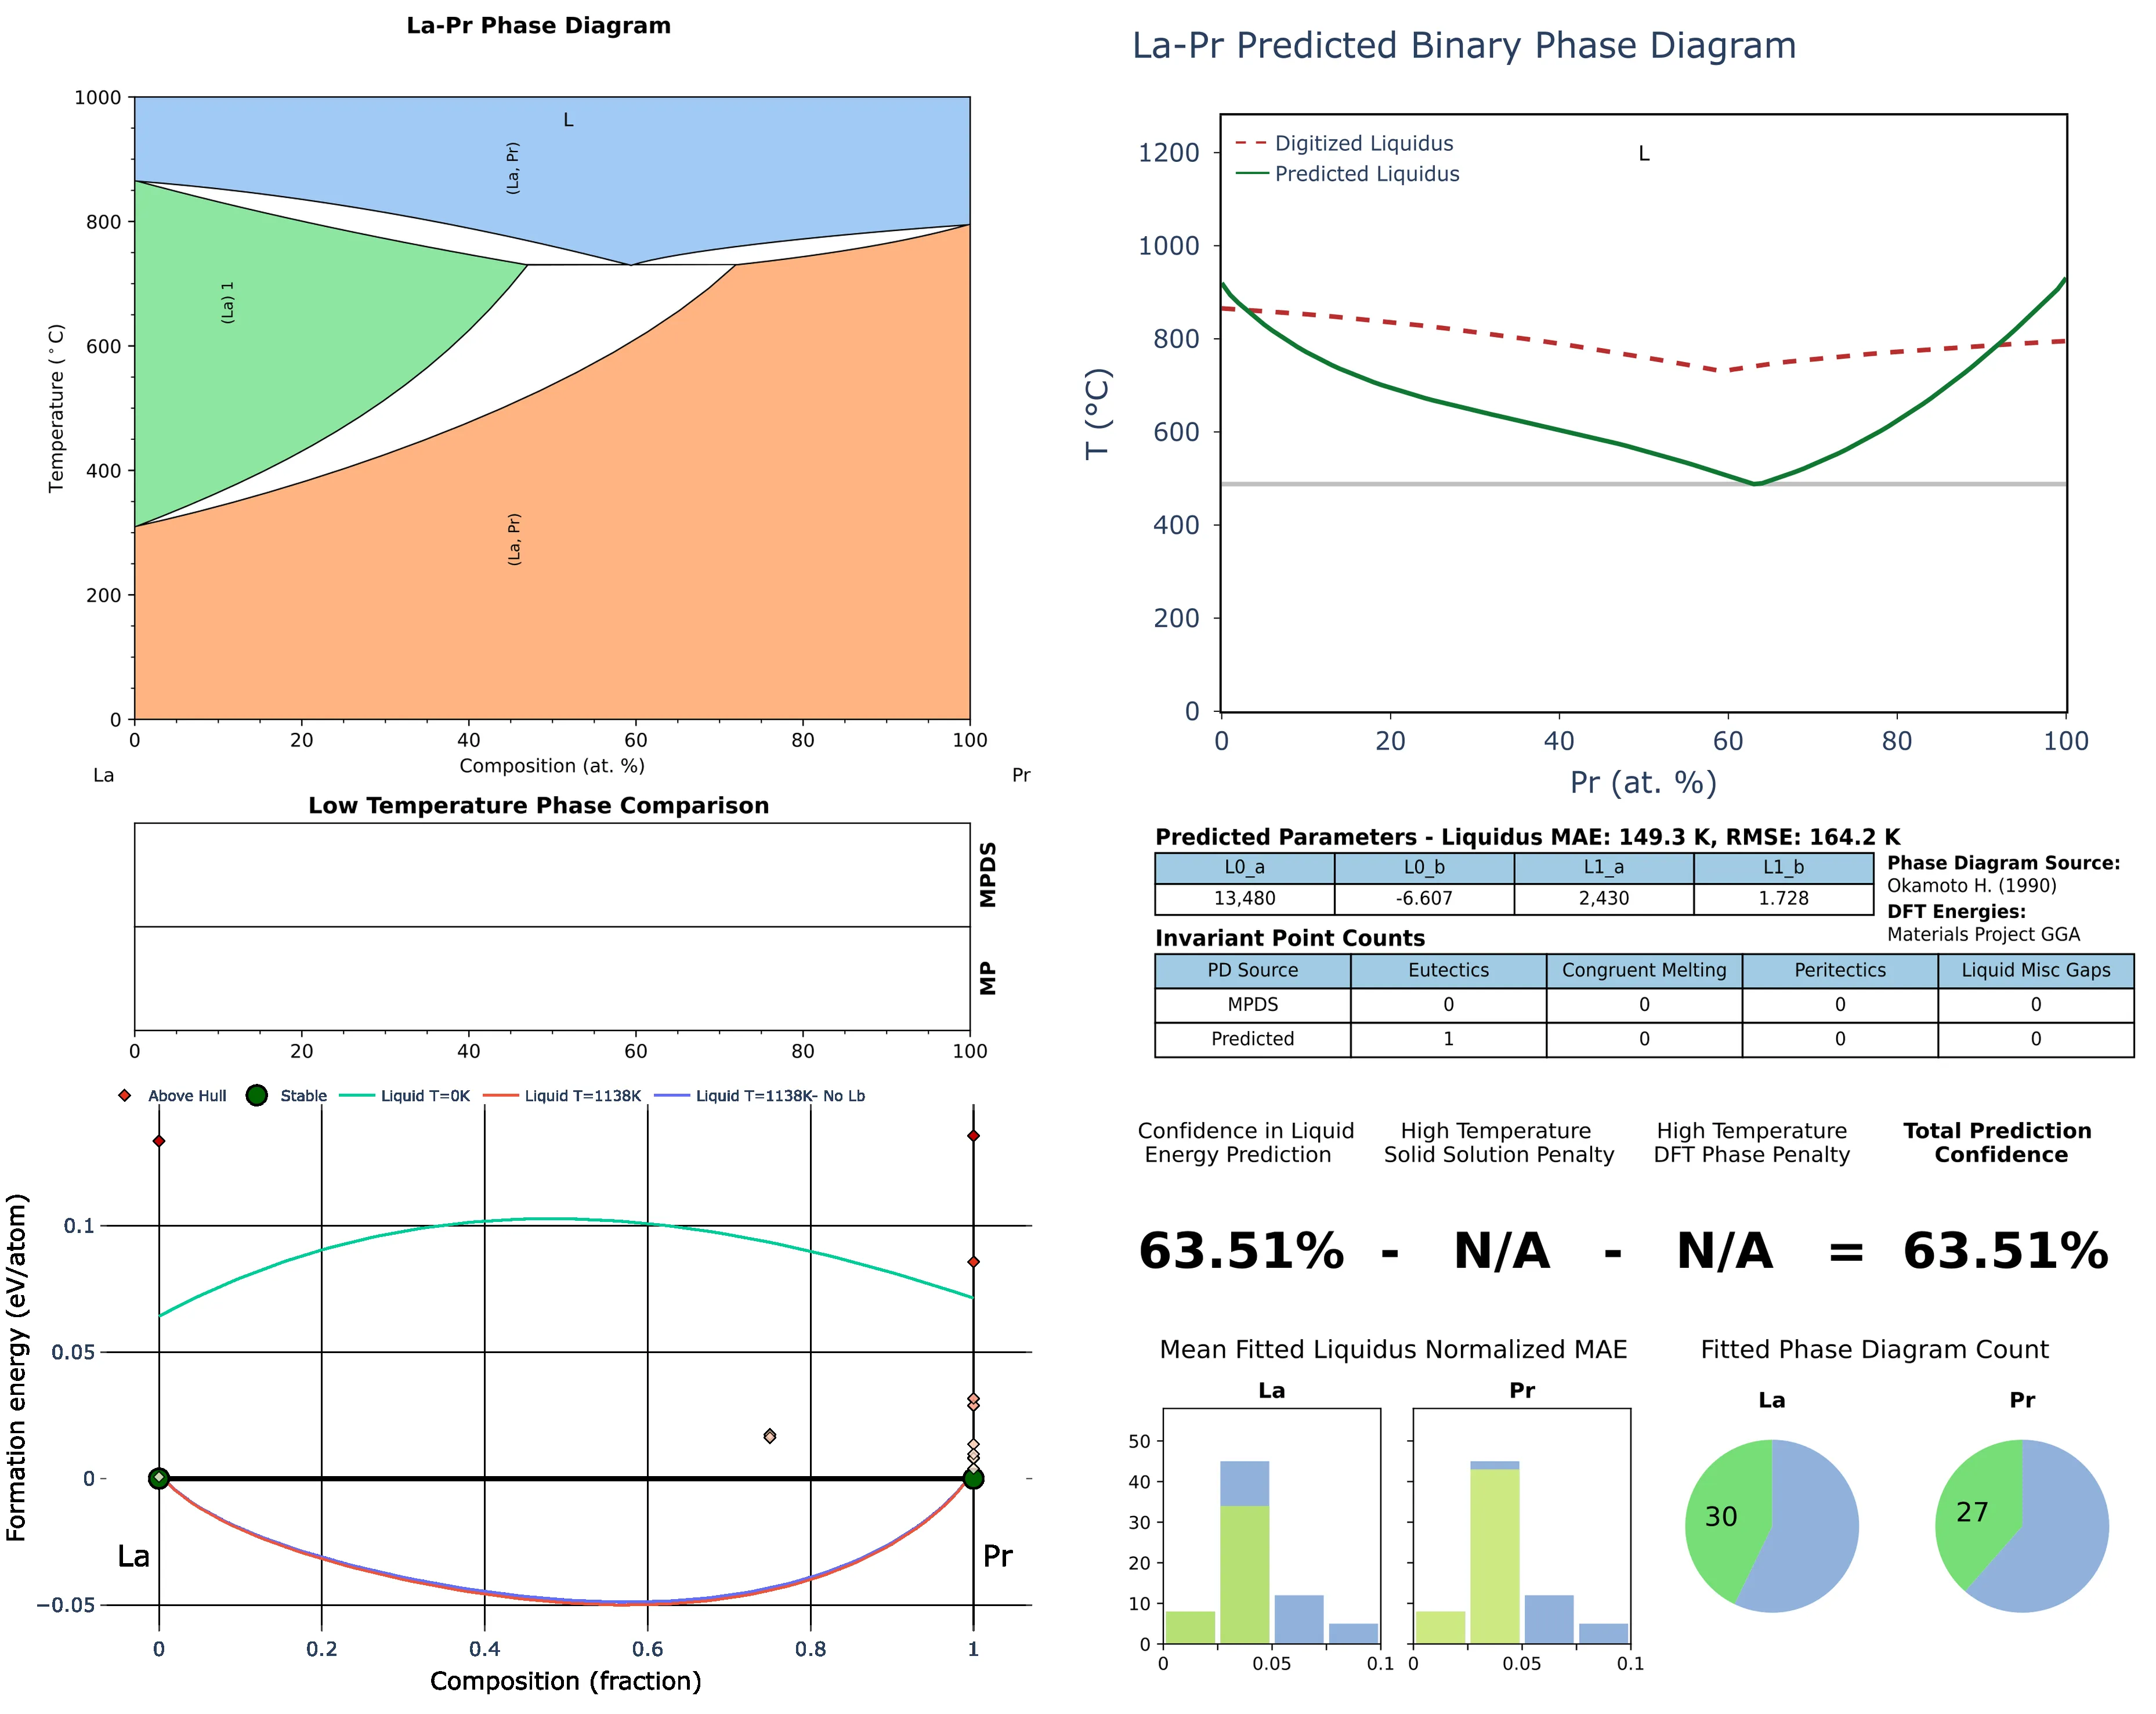 La-Pr Phase Diagram
1000
800
600
400
200
0
Temperature (°C)
L
(La, Pr)
(La) 1
(La, Pr)
0 20 40 60 80 100
Composition (at. %)
La Pr
Low Temperature Phase Comparison
MPDS
MP
0 20 40 60 80 100
Above Hull Stable Liquid T=0K Liquid T=1138K Liquid T=1138K- No Lb
Formation energy (eV/atom)
0.1
0.05
0
−0.05
La Pr
0 0.2 0.4 0.6 0.8 1
Composition (fraction)
La-Pr Predicted Binary Phase Diagram
Digitized Liquidus
Predicted Liquidus
L
T (°C)
1200
1000
800
600
400
200
0
0 20 40 60 80 100
Pr (at. %)
Predicted Parameters - Liquidus MAE: 149.3 K, RMSE: 164.2 K
L0_a L0_b L1_a L1_b
13,480 -6.607 2,430 1.728
Phase Diagram Source:
Okamoto H. (1990)
DFT Energies:
Materials Project GGA
Invariant Point Counts
PD Source Eutectics Congruent Melting Peritectics Liquid Misc Gaps
MPDS 0 0 0 0
Predicted 1 0 0 0
Confidence in Liquid
Energy Prediction
High Temperature
Solid Solution Penalty
High Temperature
DFT Phase Penalty
Total Prediction
Confidence
63.51% - N/A - N/A = 63.51%
Mean Fitted Liquidus Normalized MAE
La Pr
50
40
30
20
10
0
0 0.05 0.1 0 0.05 0.1
Fitted Phase Diagram Count
La Pr
30 27